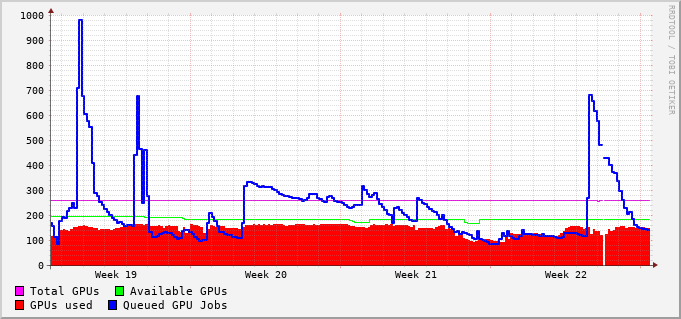 1000
900
800
700
600
500
400
300
200
100
0
Week 19 Week 20 Week 21 Week 22
Total GPUs Available GPUs
GPUs used Queued GPU Jobs
RRDTOOL / TOBI OETIKER